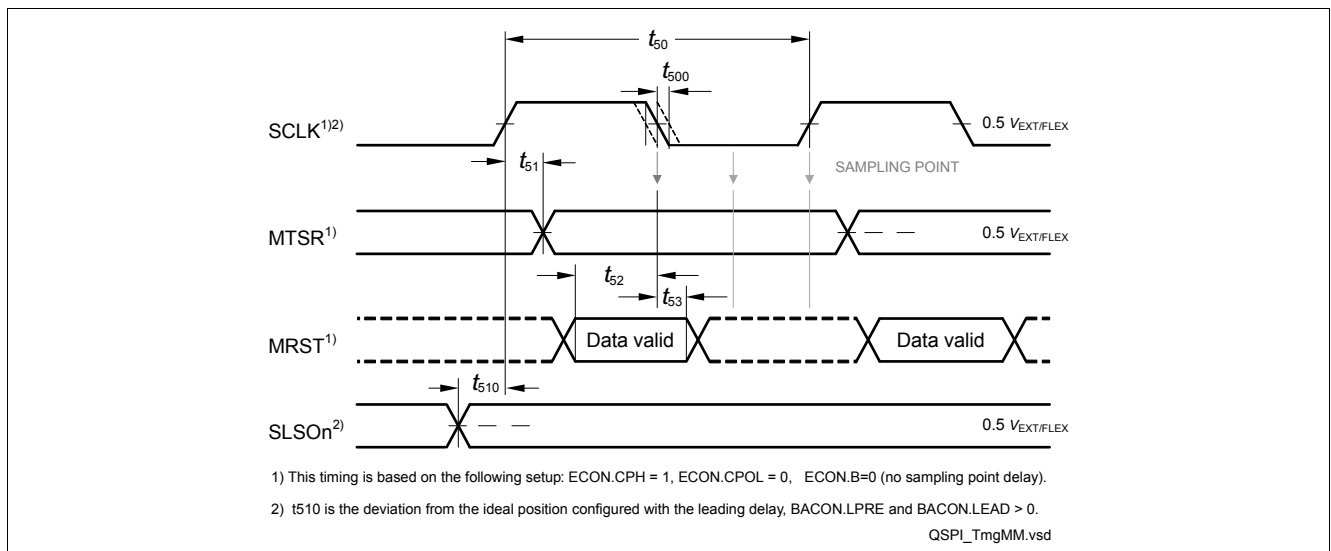 t50
t500
SCLK1)2)
0.5 VEXT/FLEX
t51
SAMPLING POINT
MTSR1)
0.5 VEXT/FLEX
t52
t53
MRST1)
Data valid
Data valid
t510
SLSOn2)
0.5 VEXT/FLEX
1) This timing is based on the following setup: ECON.CPH = 1, ECON.CPOL = 0, ECON.B=0 (no sampling point delay).
2) t510 is the deviation from the ideal position configured with the leading delay, BACON.LPRE and BACON.LEAD > 0.
QSPI_TmgMM.vsd